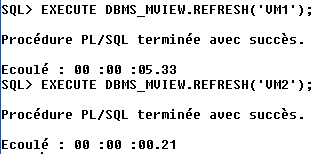 SQL> EXECUTE DBMS_MVIEW.REFRESH('VM1');
Procédure PL/SQL terminée avec succès.
Ecoulé : 00 :00 :05.33
SQL> EXECUTE DBMS_MVIEW.REFRESH('VM2');
Procédure PL/SQL terminée avec succès.
Ecoulé : 00 :00 :00.21